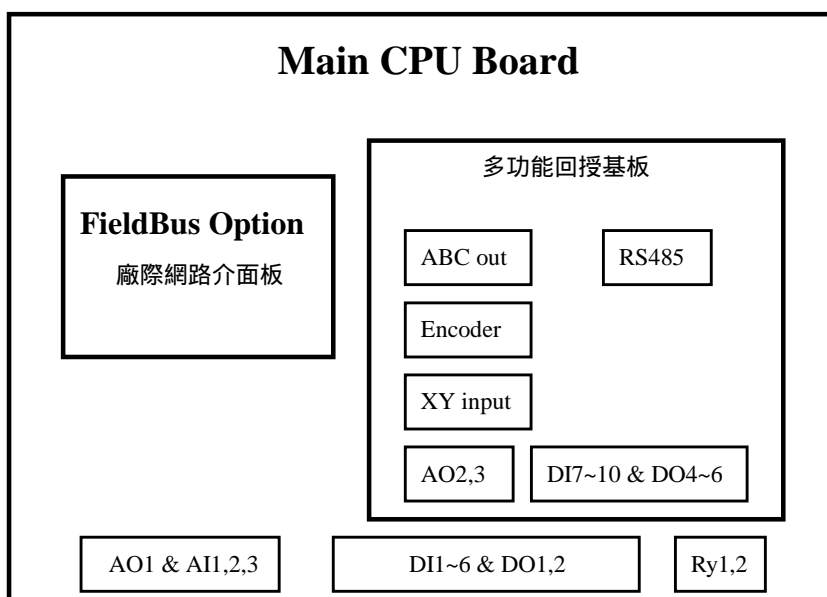 Main CPU Board
多功能回授基板
FieldBus Option
廠際網路介面板
ABC out
RS485
Encoder
XY input
AO2,3
DI7~10 & DO4~6
AO1 & AI1,2,3
DI1~6 & DO1,2
Ry1,2